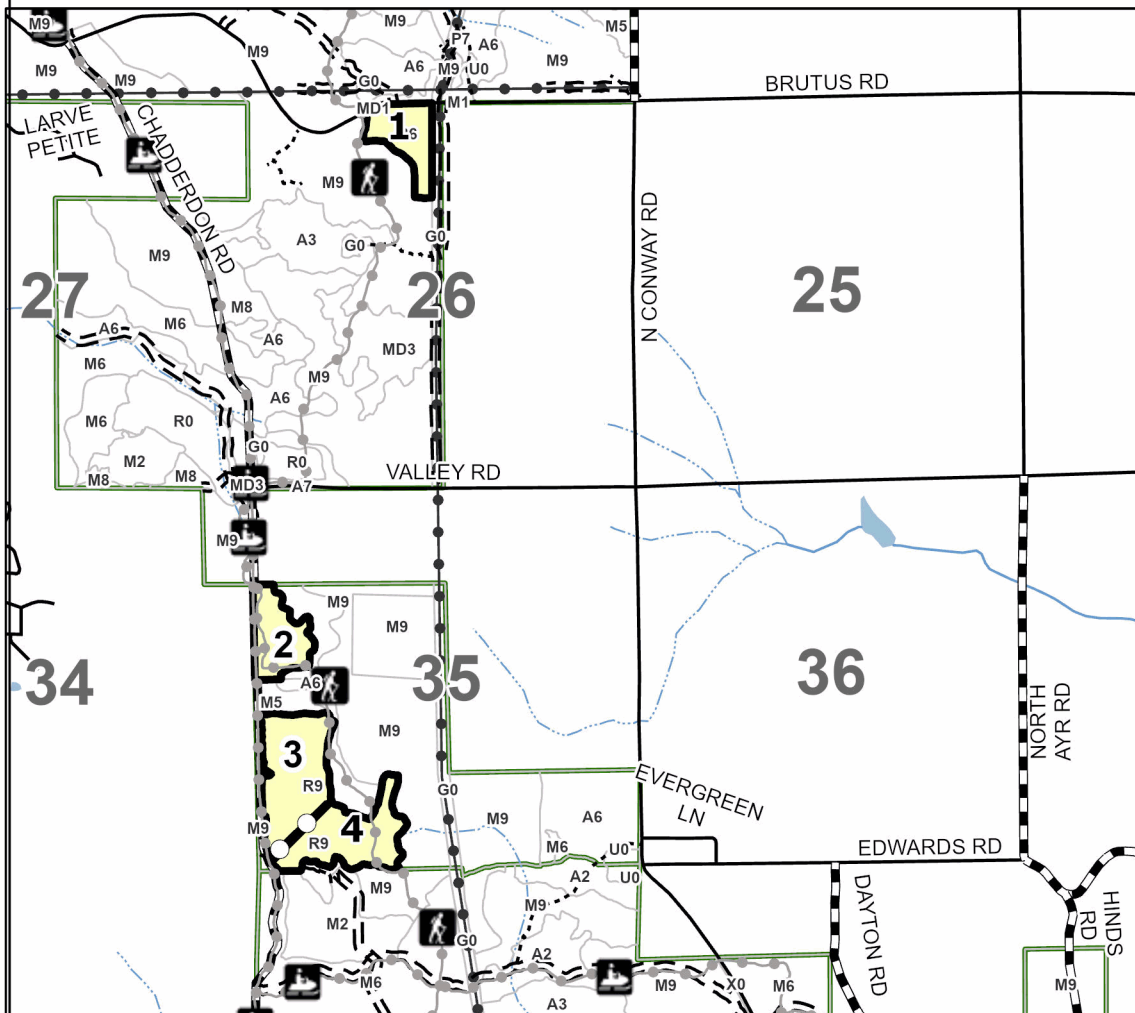 M9
M9
M9
M9
M9
P7
A6
M5
A6
M9
U0
M9
G0
BRUTUS RD
MD1
M1
LARVE
PETITE
CHADDERDON RD
1
M9
A3
G0
G0
N CONWAY RD
M9
27
26
25
M8
M6
A6
A6
M6
MD3
M9
A6
M6
R0
G0
M2
R0
M8
M8
MD3
A7
VALLEY RD
M9
M9
M9
2
34
35
36
A6
M5
M9
NORTH
AYR RD
3
R9
G0
EVERGREEN
LN
M9
4
R9
M9
A6
M6
U0
EDWARDS RD
M9
A2
U0
M9
M2
DAYTON RD
HINDS
RD
G0
A2
M6
M9
X0
M6
M9
A3